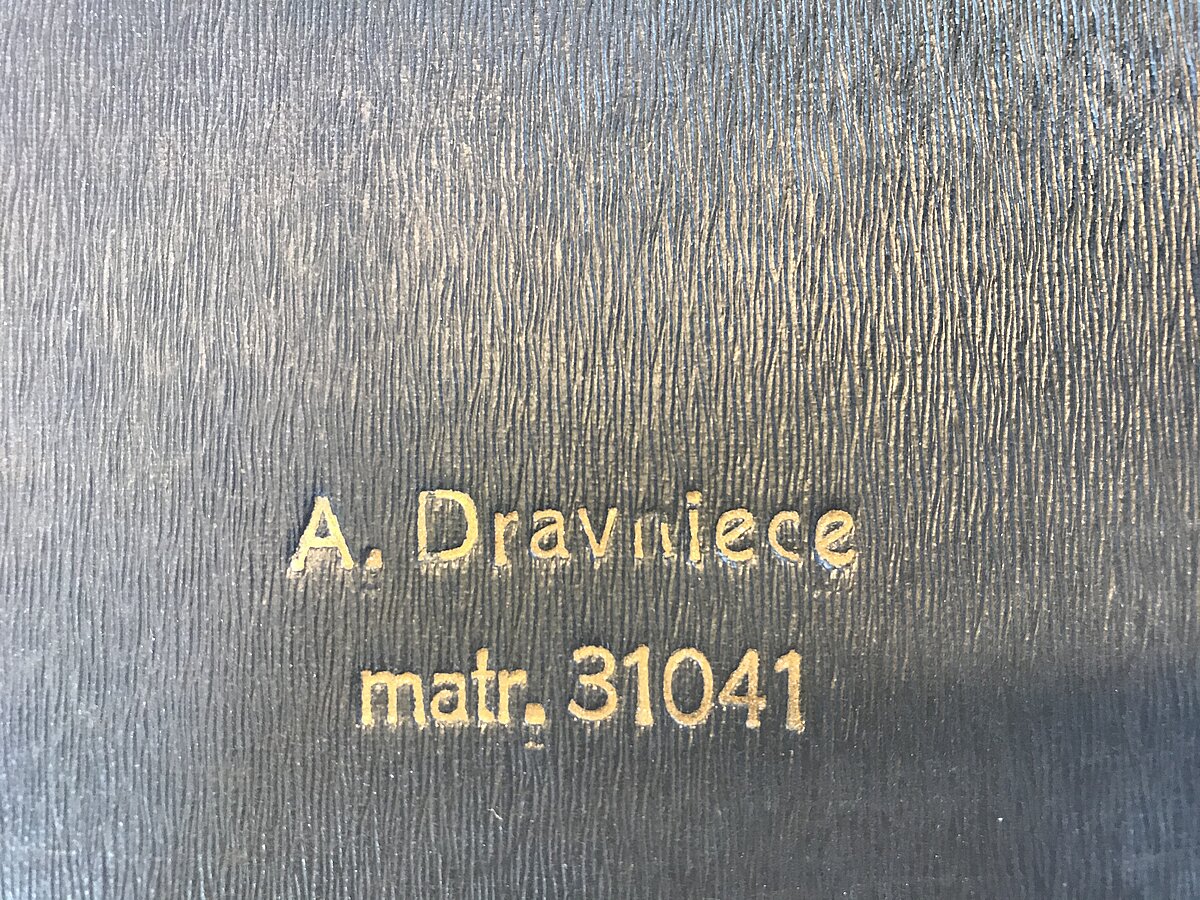 A. Dravniece
matr. 31041